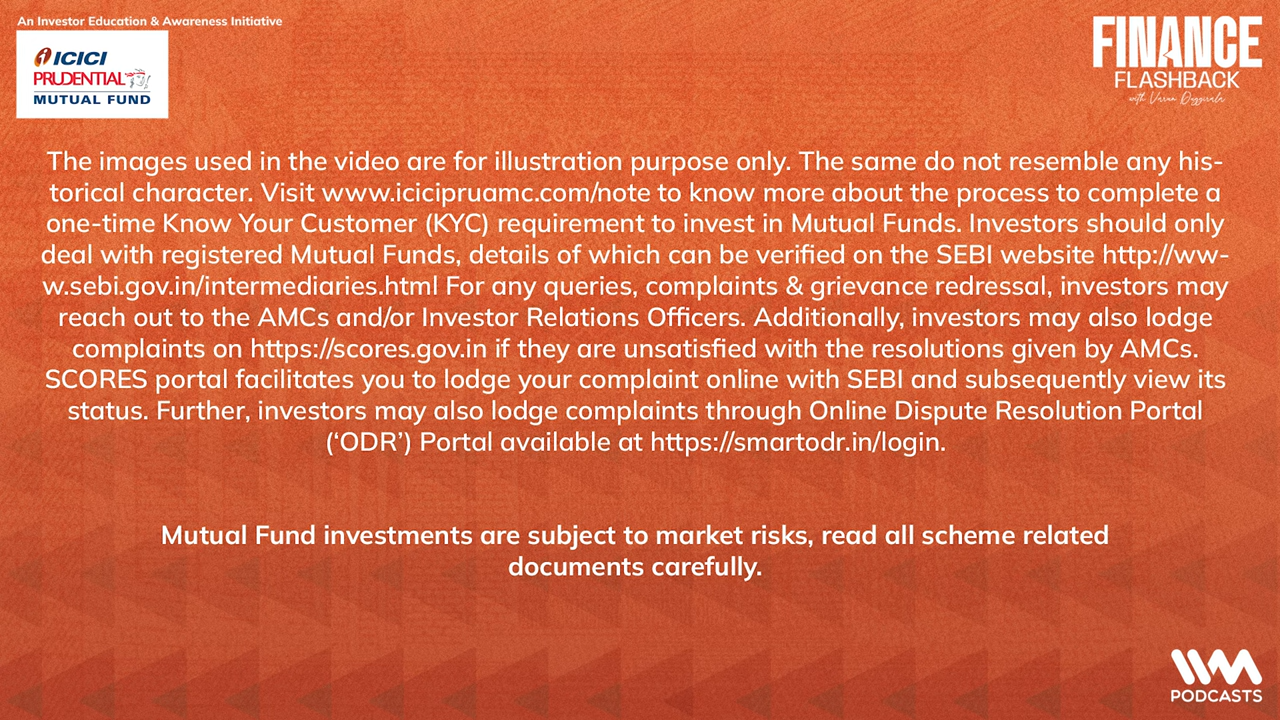 An Investor Education & Awareness Initiative
ICICI
PRUDENTIAL
MUTUAL FUND
FINANCE
FLASHBACK
with Varun Duggirala
The images used in the video are for illustration purpose only. The same do not resemble any his-
torical character. Visit www.icicipruamc.com/note to know more about the process to complete a
one-time Know Your Customer (KYC) requirement to invest in Mutual Funds. Investors should only
deal with registered Mutual Funds, details of which can be verified on the SEBI website http://ww-
w.sebi.gov.in/intermediaries.html For any queries, complaints & grievance redressal, investors may
reach out to the AMCs and/or Investor Relations Officers. Additionally, investors may also lodge
complaints on https://scores.gov.in if they are unsatisfied with the resolutions given by AMCs.
SCORES portal facilitates you to lodge your complaint online with SEBI and subsequently view its
status. Further, investors may also lodge complaints through Online Dispute Resolution Portal
(‘ODR’) Portal available at https://smartodr.in/login.
Mutual Fund investments are subject to market risks, read all scheme related
documents carefully.
IVM
PODCASTS